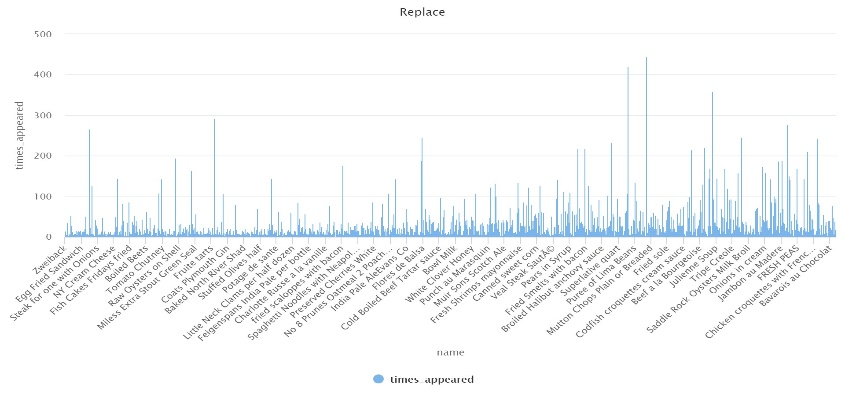 Replace
500
400
300
200
100
0
times_appeared
Zweiback
Egg Fried Sandwich
Steak for one with Onions
NY Cream Cheese
Fish Cakes Fridays fried
Boiled Beets
Tomato Chutney
Raw Oysters on Shell
Miless Extra Stout Green Seal
Fruite tarts
Coats Plymouth Gin
Baked North River Shad
Stuffed Olives half
Potage de sante
Little Neck Clams per half dozen
Felgenspans India Pale per bottle
Charlotte Russe a la vanille
fried scalloppes with bacon
Spaghetti Noodles with Neapol...
Preserved Cherries White
No 8 Prunes Oatmeal 2 Poach...
India Pale AleEvans Co
Flores de Balsa
Cold Boiled Beef Tartar sauce
Bowl Milk
White Clover Honey
Punch au Marasquin
Muir Sons Scotch Ale
Fresh Shrimps mayonnaise
Canned sweet corn
Veal Steak SautÃ©
Pears in Syrup
Fried Smelts with bacon
Broiled Halibut anchovy sauce
Superlative quart
Puree of Lima Beans
Mutton Chops Plain or Breaded
Fried sole
Codfish croquettes cream sauce
Beef a la Bourgeoise
Julienne Soup
Tripe Creole
Saddle Rock Oysters Milk Broil
Onions in cream
Jambon au Madere
FRESH PEAS
Chicken croquettes with Frenc...
Bavarois au Chocolat
name
times_appeared